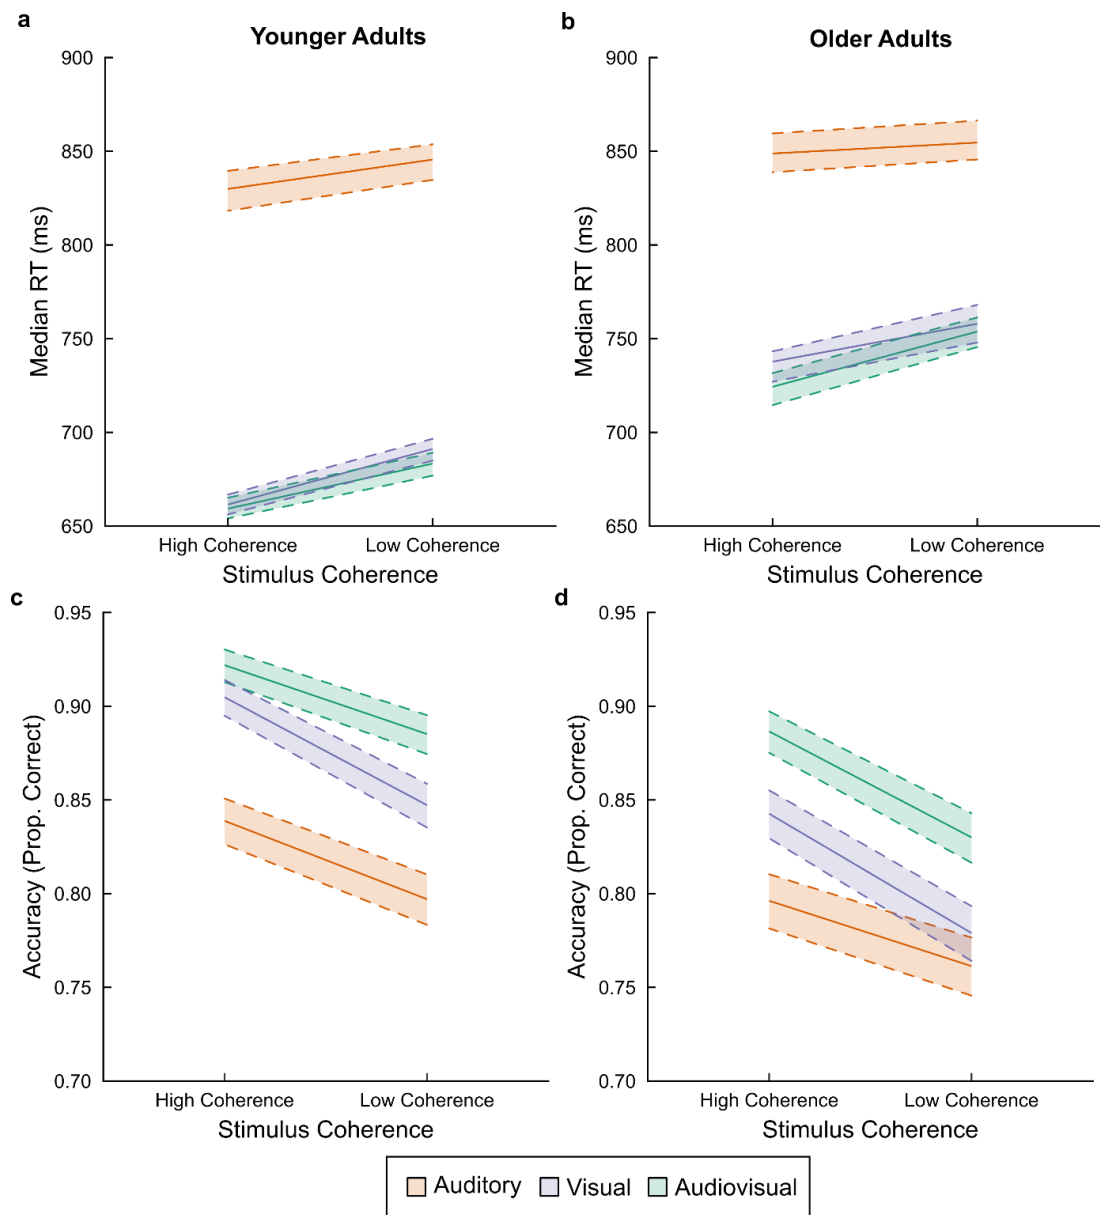 a
Younger Adults
900
850
800
750
700
650
Median RT (ms)
High Coherence
Low Coherence
Stimulus Coherence
b
Older Adults
900
850
800
750
700
650
Median RT (ms)
High Coherence
Low Coherence
Stimulus Coherence
c
0.95
0.90
0.85
0.80
0.75
0.70
Accuracy (Prop. Correct)
High Coherence
Low Coherence
Stimulus Coherence
d
0.95
0.90
0.85
0.80
0.75
0.70
Accuracy (Prop. Correct)
High Coherence
Low Coherence
Stimulus Coherence
Auditory
Visual
Audiovisual